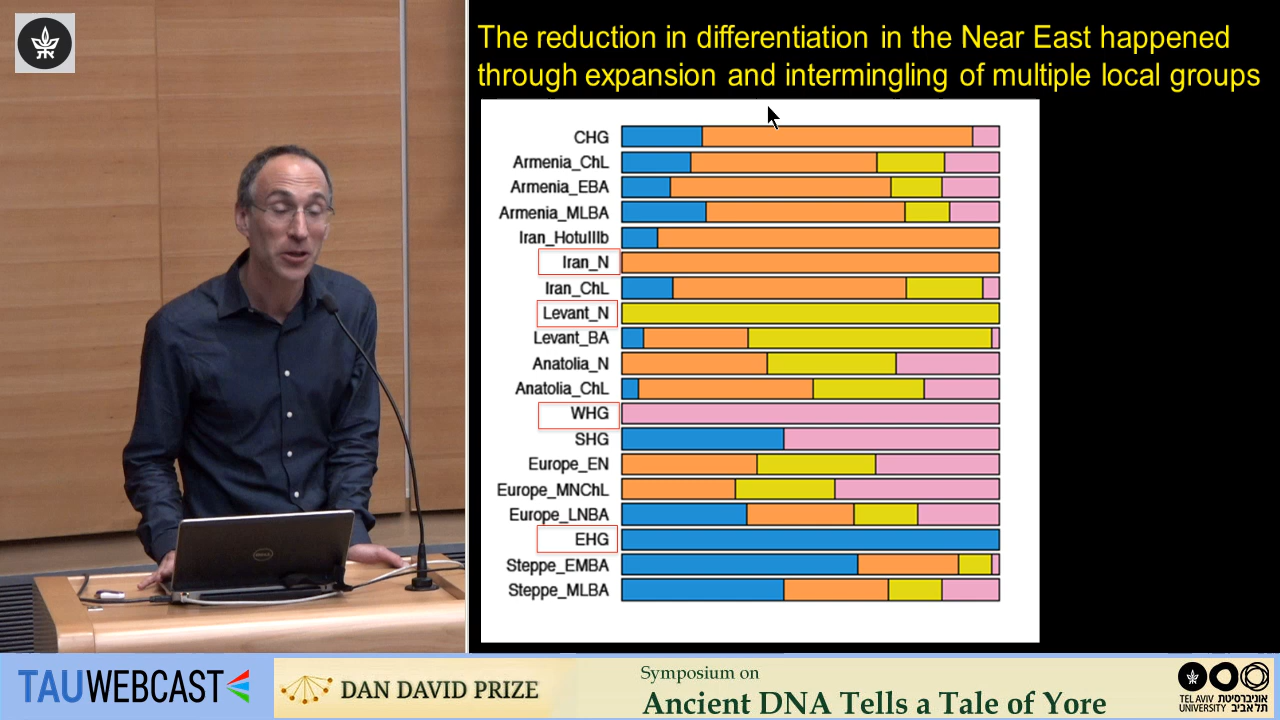 The reduction in differentiation in the Near East happened
through expansion and intermingling of multiple local groups
CHG
Armenia_ChL
Armenia_EBA
Armenia_MLBA
Iran_HotuIIIb
Iran_N
Iran_ChL
Levant_N
Levant_BA
Anatolia_N
Anatolia_ChL
WHG
SHG
Europe_EN
Europe_MNChL
Europe_LNBA
EHG
Steppe_EMBA
Steppe_MLBA
DELL
TAUWEBCAST
DAN DAVID PRIZE
Symposium on
Ancient DNA Tells a Tale of Yore
TEL AVIV אוניברסיטת
UNIVERSITY תל אביב